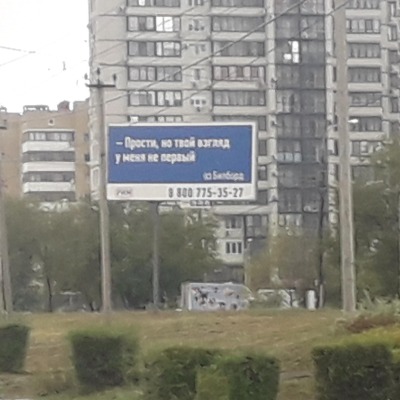 – Прости, но твой взгляд
у меня не первый
(с) Билборд
8 800 775-35-27